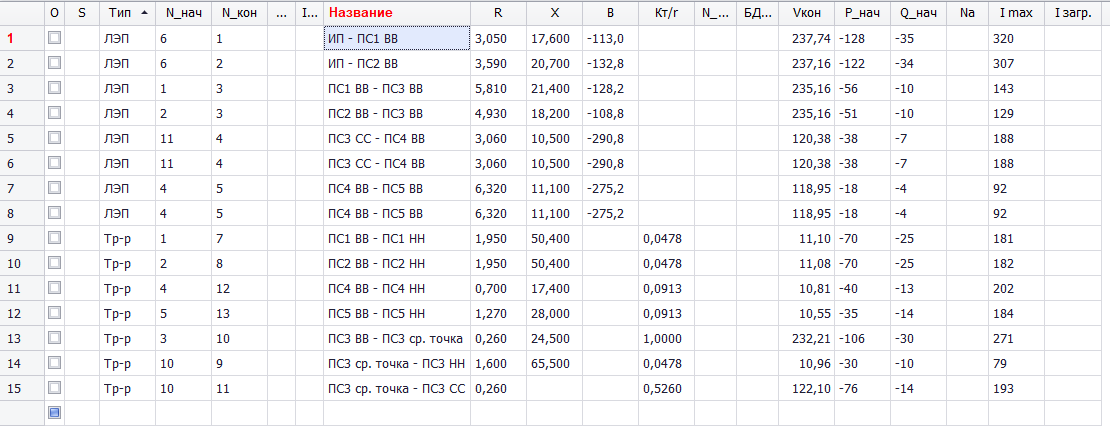 O S Тип N_нач N_кон ... I... Название R X B Кт/r N_... БД... Vкон P_нач Q_нач Na I max I загр.
1 ЛЭП 6 1 ИП - ПС1 ВВ 3,050 17,600 -113,0 237,74 -128 -35 320
2 ЛЭП 6 2 ИП - ПС2 ВВ 3,590 20,700 -132,8 237,16 -122 -34 307
3 ЛЭП 1 3 ПС1 ВВ - ПС3 ВВ 5,810 21,400 -128,2 235,16 -56 -10 143
4 ЛЭП 2 3 ПС2 ВВ - ПС3 ВВ 4,930 18,200 -108,8 235,16 -51 -10 129
5 ЛЭП 11 4 ПС3 СС - ПС4 ВВ 3,060 10,500 -290,8 120,38 -38 -7 188
6 ЛЭП 11 4 ПС3 СС - ПС4 ВВ 3,060 10,500 -290,8 120,38 -38 -7 188
7 ЛЭП 4 5 ПС4 ВВ - ПС5 ВВ 6,320 11,100 -275,2 118,95 -18 -4 92
8 ЛЭП 4 5 ПС4 ВВ - ПС5 ВВ 6,320 11,100 -275,2 118,95 -18 -4 92
9 Тр-р 1 7 ПС1 ВВ - ПС1 НН 1,950 50,400 0,0478 11,10 -70 -25 181
10 Тр-р 2 8 ПС2 ВВ - ПС2 НН 1,950 50,400 0,0478 11,08 -70 -25 182
11 Тр-р 4 12 ПС4 ВВ - ПС4 НН 0,700 17,400 0,0913 10,81 -40 -13 202
12 Тр-р 5 13 ПС5 ВВ - ПС5 НН 1,270 28,000 0,0913 10,55 -35 -14 184
13 Тр-р 3 10 ПС3 ВВ - ПС3 ср. точка 0,260 24,500 1,0000 232,21 -106 -30 271
14 Тр-р 10 9 ПС3 ср. точка - ПС3 НН 1,600 65,500 0,0478 10,96 -30 -10 79
15 Тр-р 10 11 ПС3 ср. точка - ПС3 СС 0,260 0,5260 122,10 -76 -14 193